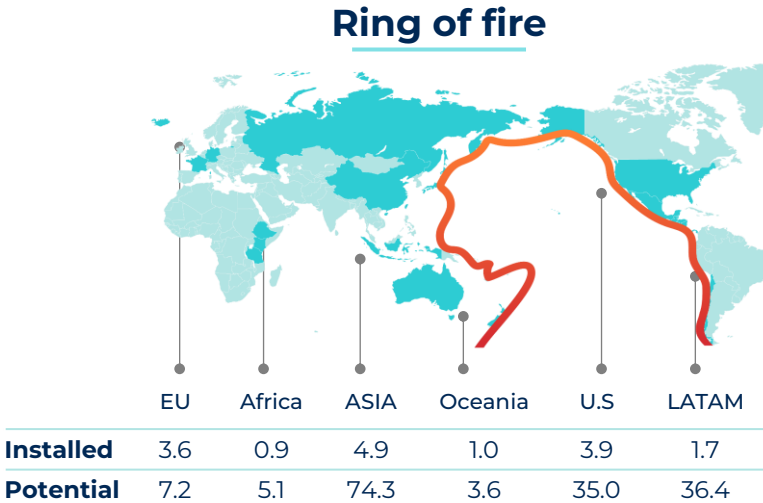 Ring of fire
EU Africa ASIA Oceania U.S LATAM
Installed 3.6 0.9 4.9 1.0 3.9 1.7
Potential 7.2 5.1 74.3 3.6 35.0 36.4